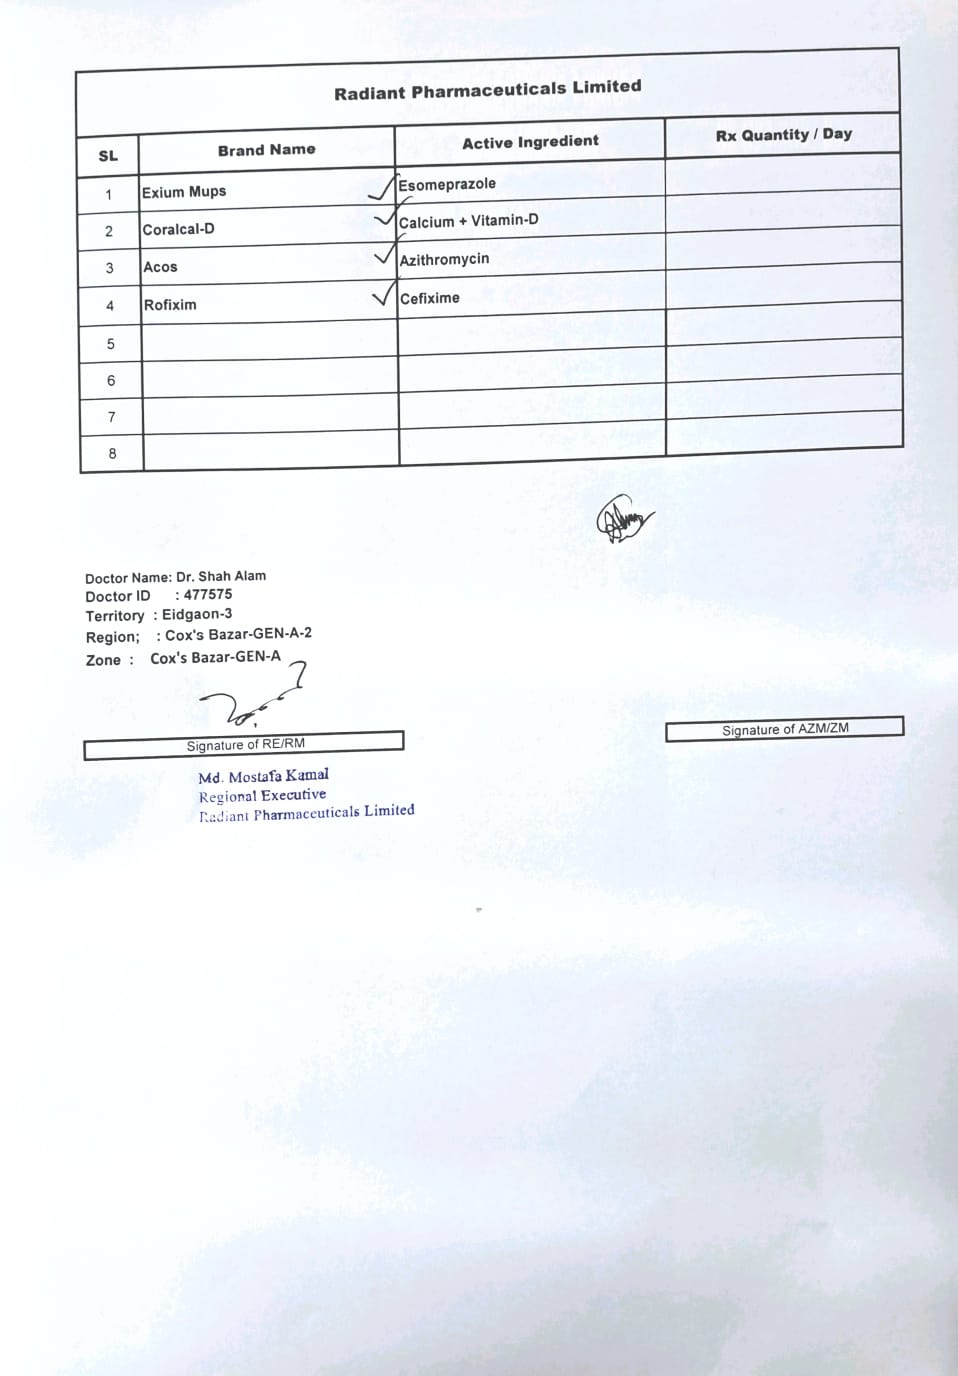 Radiant Pharmaceuticals Limited
SL Brand Name Active Ingredient Rx Quantity / Day
1 Exium Mups Esomeprazole
2 Coralcal-D Calcium + Vitamin-D
3 Acos Azithromycin
4 Rofixim Cefixime
5
6
7
8
Doctor Name: Dr. Shah Alam
Doctor ID : 477575
Territory : Eidgaon-3
Region; : Cox's Bazar-GEN-A-2
Zone : Cox's Bazar-GEN-A
Signature of RE/RM Signature of AZM/ZM
Md. Mostafa Kamal
Regional Executive
Radiant Pharmaceuticals Limited